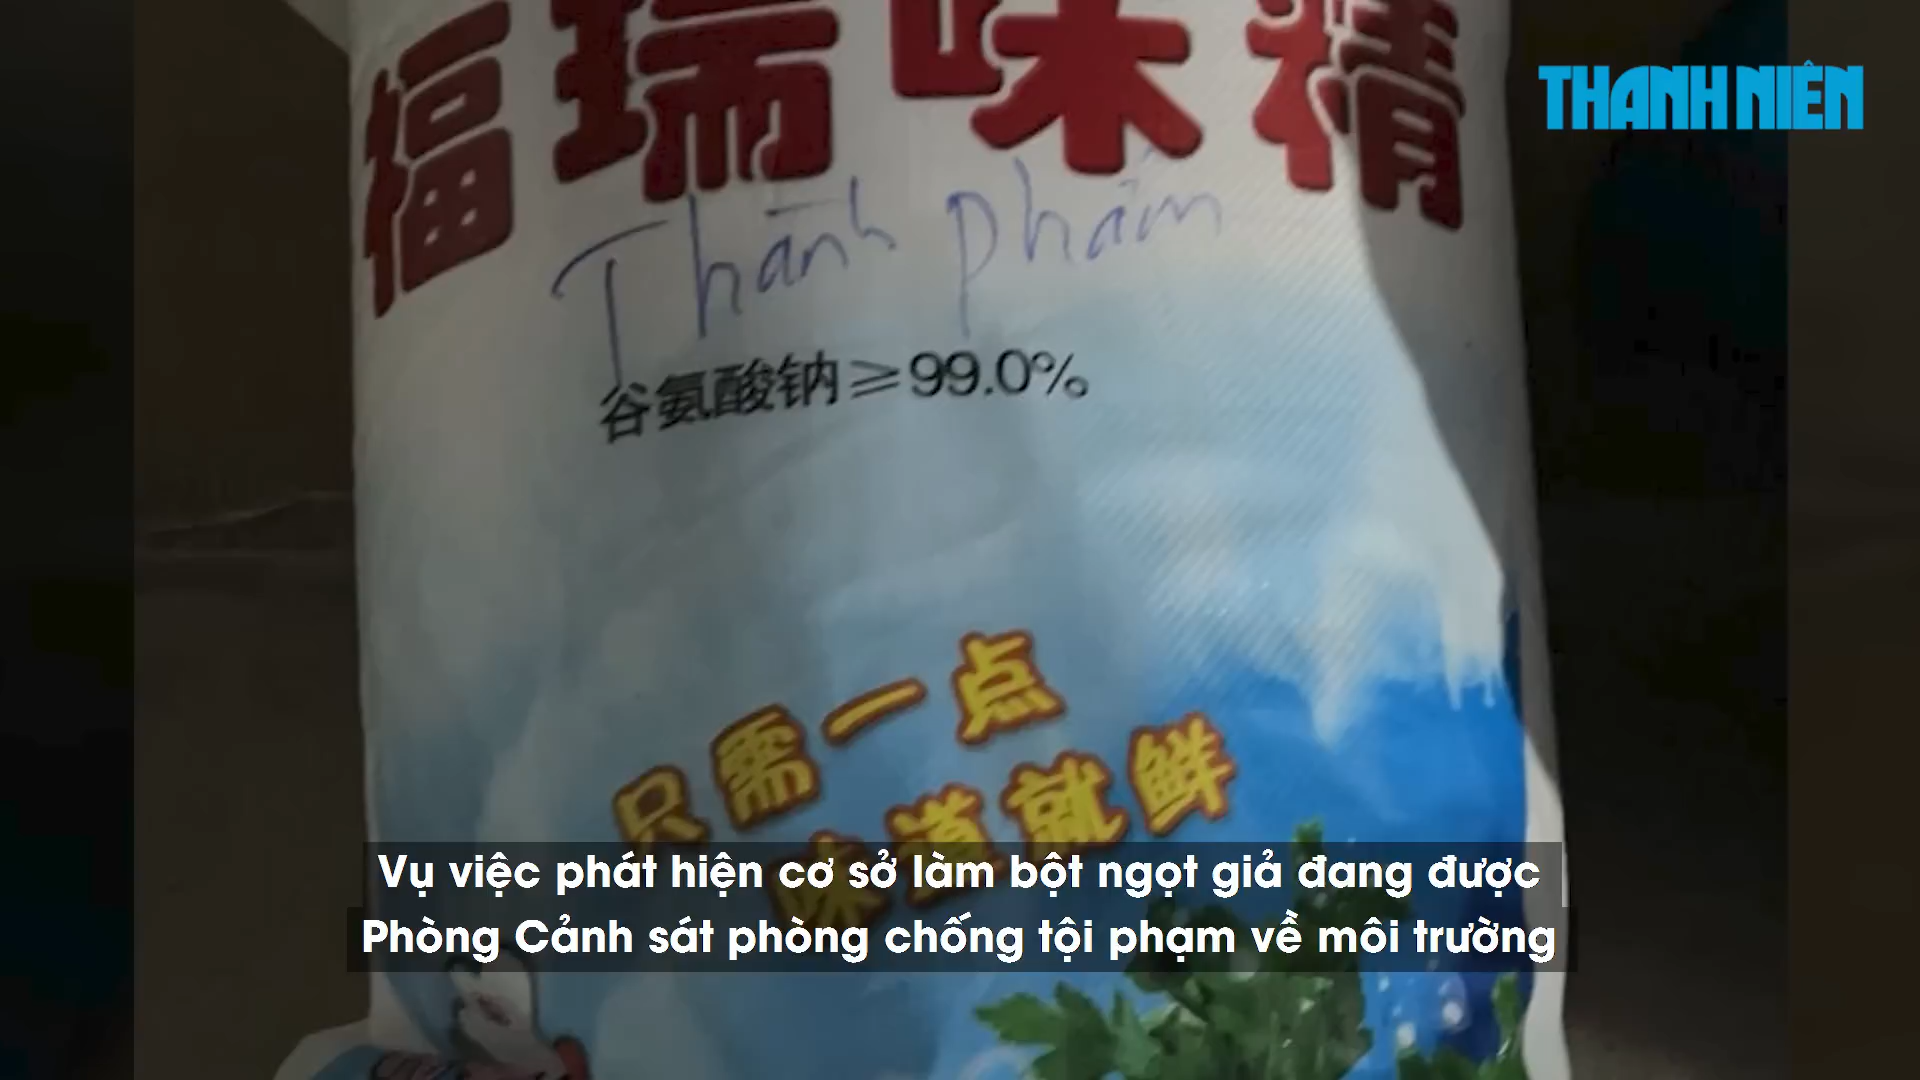 THANH NIÊN
福瑞味精
Thành phẩm
谷氨酸钠≥99.0%
只需一点
味道就鲜
Vụ việc phát hiện cơ sở làm bột ngọt giả đang được
Phòng Cảnh sát phòng chống tội phạm về môi trường